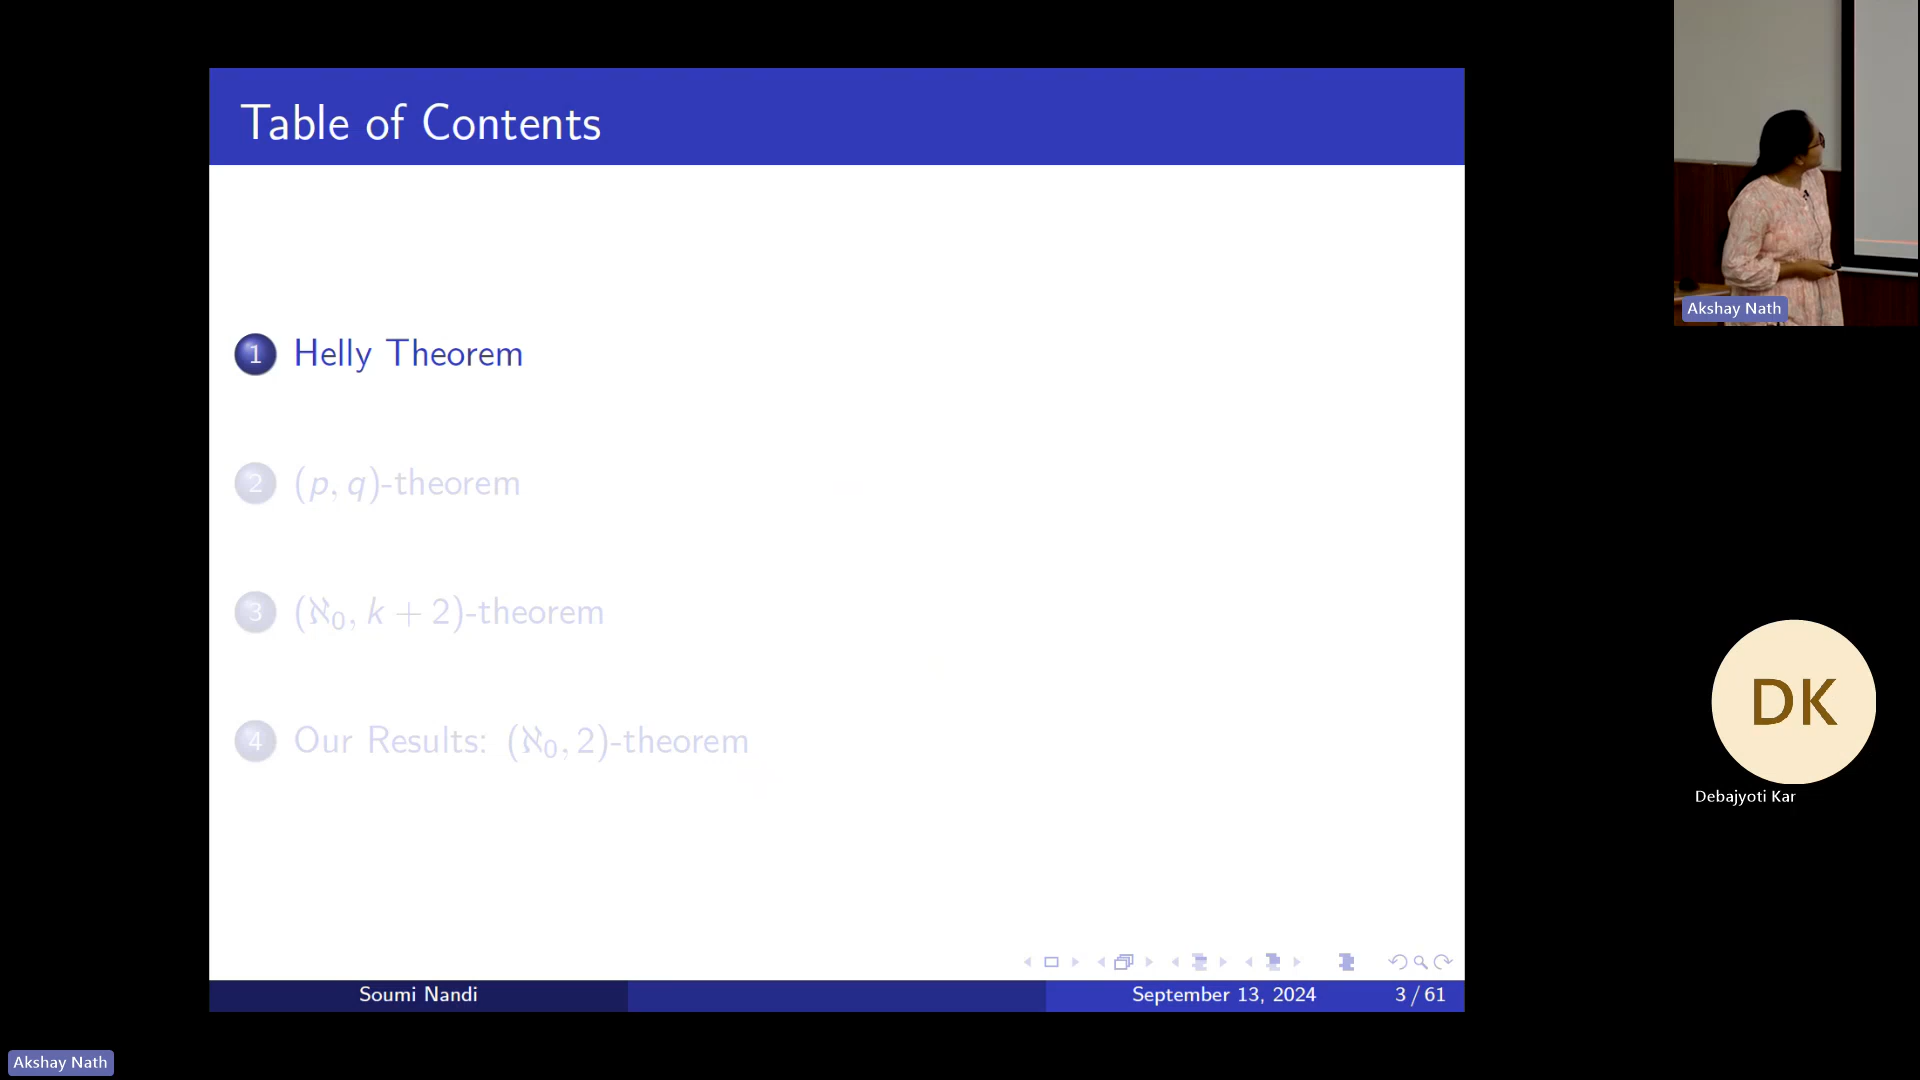 Table of Contents
1 Helly Theorem
2 (p, q)-theorem
3 (ℵ₀, k + 2)-theorem
4 Our Results: (ℵ₀, 2)-theorem
Soumi Nandi
September 13, 2024
3 / 61
Akshay Nath
DK
Debajyoti Kar
Akshay Nath